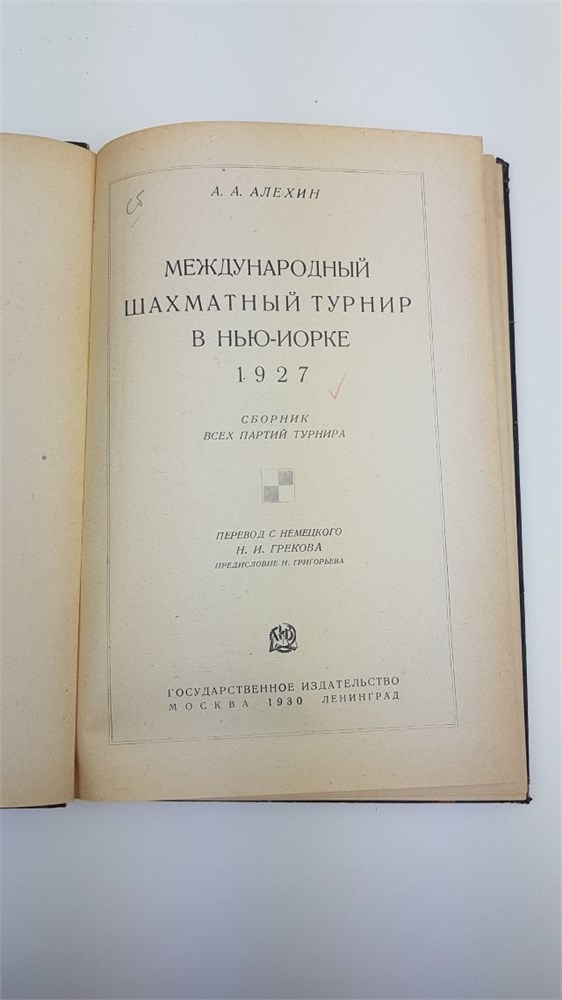 Сб
А. А. АЛЕХИН
МЕЖДУНАРОДНЫЙ
ШАХМАТНЫЙ ТУРНИР
В НЬЮ-ИОРКЕ
1927
СБОРНИК
ВСЕХ ПАРТИЙ ТУРНИРА
ПЕРЕВОД С НЕМЕЦКОГО
Н. И. ГРЕКОВА
ПРЕДИСЛОВИЕ Н. ГРИГОРЬЕВА
ГОСУДАРСТВЕННОЕ ИЗДАТЕЛЬСТВО
МОСКВА 1930 ЛЕНИНГРАД